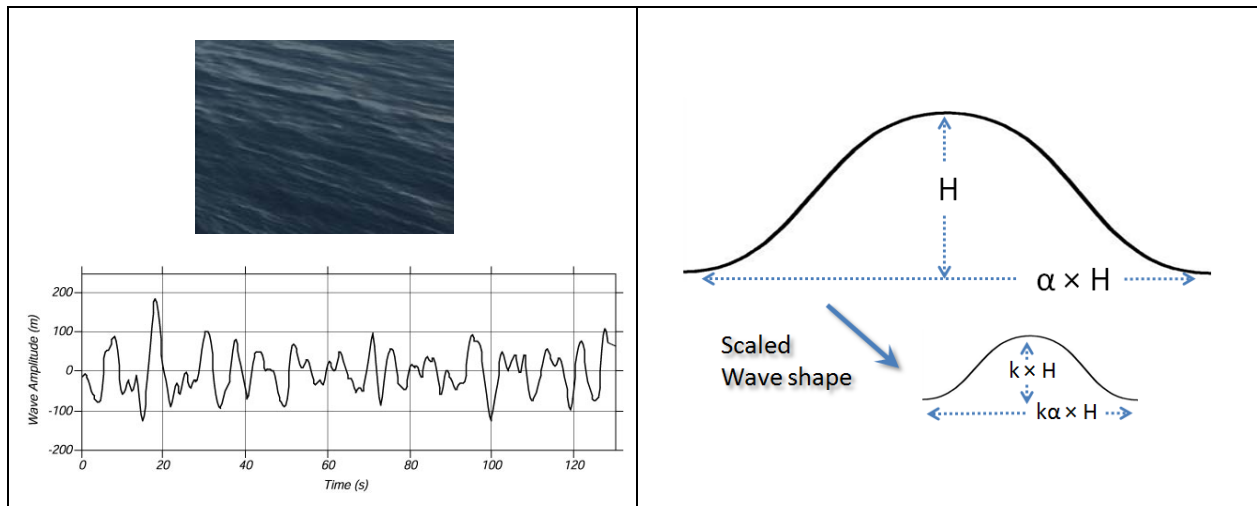 Wave Amplitude (m)
200
100
0
-100
-200
0
20
40
60
80
100
120
Time (s)
H
α × H
Scaled
Wave shape
k × H
kα × H